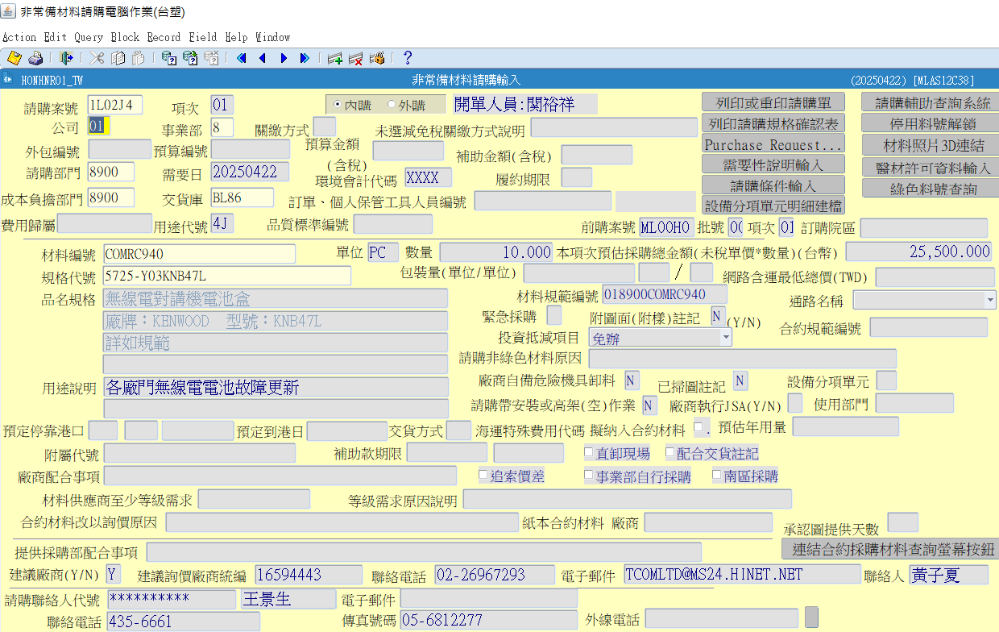 非常備材料請購電腦作業(台塑)
Action Edit Query Block Record Field Help Window
HONHNR01_TW 非常備材料請購輸入 (20250422) [MLAS12C38]
請購案號 1L02J4 項次 01 內購 外購 開單人員:関裕祥 列印或重印請購單 請購輔助查詢系統
公司 01 事業部 8 關繳方式 未選減免稅關繳方式說明 列印請購規格確認表 停用料號解鎖
外包編號 預算編號 預算金額(含稅) 補助金額(含稅) Purchase Request... 材料照片3D連結
請購部門 8900 需要日 20250422 環境會計代碼 XXXX 履約期限 需要性說明輸入 醫材許可資料輸入
成本負擔部門 8900 交貨庫 BL86 訂單、個人保管工具人員編號 請購條件輸入 綠色料號查詢
設備分項單元明細建檔
費用歸屬 用途代號 4J 品質標準編號 前購案號 ML00H0 批號 項次 01 訂購院區
材料編號 COMRC940 單位 PC 數量 10.000 本項次預估採購總金額(未稅單價*數量)(台幣) 25,500.000
規格代號 5725-Y03KNB47L 包裝量(單位/單位) / 網路含運最低總價(TWD)
品名規格 無線電對講機電池盒 材料規範編號 018900COMRC940 通路名稱
廠牌：KENWOOD 型號：KNB47L 緊急採購 附圖面(附樣)註記 N (Y/N) 合約規範編號
詳如規範 投資抵減項目 免辦
請購非綠色材料原因
用途說明 各廠門無線電電池故障更新 廠商自備危險機具卸料 N 已掃圖註記 N 設備分項單元
請購帶安裝或高架(空)作業 N 廠商執行JSA(Y/N) 使用部門
預定停靠港口 預定到港日 交貨方式 海運特殊費用代碼 擬納入合約材料 . 預估年用量
附屬代號 補助款期限 直卸現場 配合交貨註記
廠商配合事項 追索價差 事業部自行採購 南區採購
材料供應商至少等級需求 等級需求原因說明
合約材料改以詢價原因 紙本合約材料 廠商 承認圖提供天數
提供採購部配合事項 連結合約採購材料查詢螢幕按鈕
建議廠商(Y/N) Y 建議詢價廠商統編 16594443 聯絡電話 02-26967293 電子郵件 TCOMLTD@MS24.HINET.NET 聯絡人 黃子夏
請購聯絡人代號 ********** 王景生 電子郵件
聯絡電話 435-6661 傳真號碼 05-6812277 外線電話